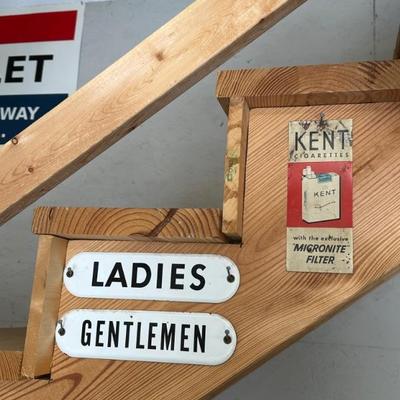 LET
WAY
KENT
CIGARETTES
KENT
with the exclusive
MICRONITE
FILTER
LADIES
GENTLEMEN